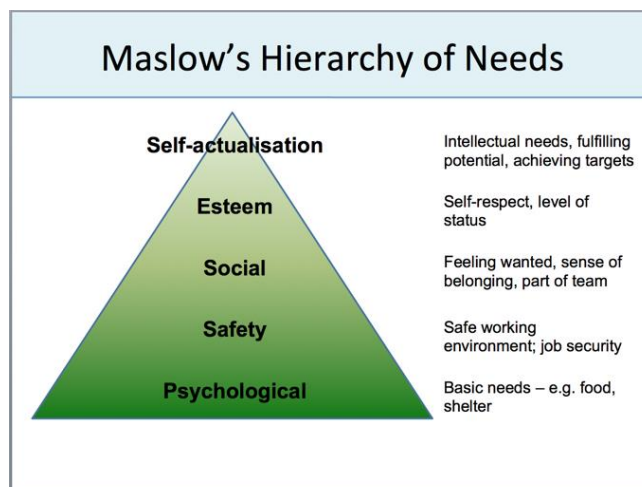 Maslow's Hierarchy of Needs
Self-actualisation
Intellectual needs, fulfilling
potential, achieving targets
Esteem
Self-respect, level of
status
Social
Feeling wanted, sense of
belonging, part of team
Safety
Safe working
environment; job security
Psychological
Basic needs – e.g. food,
shelter